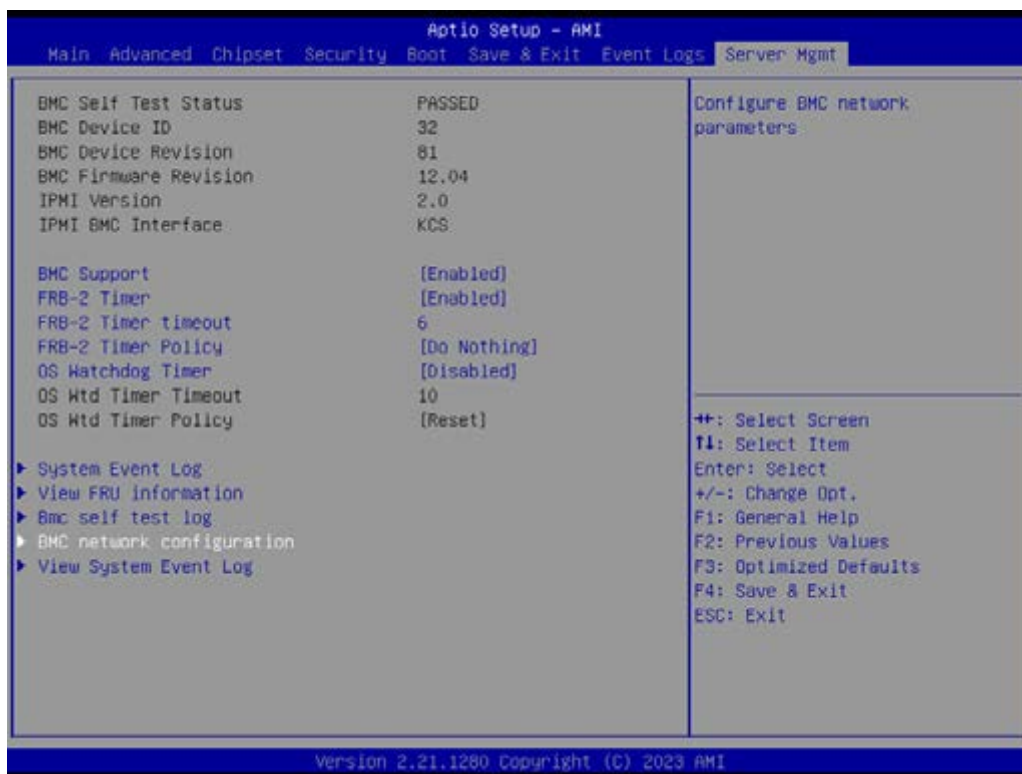 Aptio Setup - AMI
Main Advanced Chipset Security Boot Save & Exit Event Logs Server Mgmt
BMC Self Test Status PASSED
BMC Device ID 32
BMC Device Revision 81
BMC Firmware Revision 12.04
IPMI Version 2.0
IPMI BMC Interface KCS
BMC Support [Enabled]
FRB-2 Timer [Enabled]
FRB-2 Timer timeout 6
FRB-2 Timer Policy [Do Nothing]
OS Watchdog Timer [Disabled]
OS Wtd Timer Timeout 10
OS Wtd Timer Policy [Reset]
System Event Log
View FRU information
Bmc self test log
BMC network configuration
View System Event Log
Configure BMC network
parameters
→←: Select Screen
↑↓: Select Item
Enter: Select
+/-: Change Opt.
F1: General Help
F2: Previous Values
F3: Optimized Defaults
F4: Save & Exit
ESC: Exit
Version 2.21.1280 Copyright (C) 2023 AMI